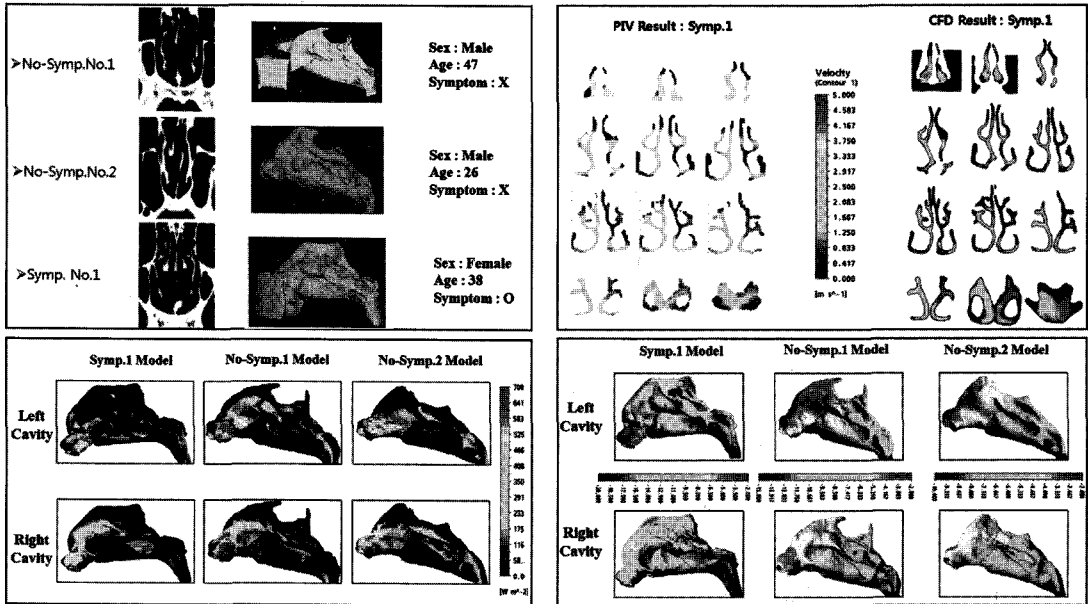 ➢No-Symp.No.1
Sex : Male
Age : 47
Symptom : X
➢No-Symp.No.2
Sex : Male
Age : 26
Symptom : X
➢Symp. No.1
Sex : Female
Age : 38
Symptom : O
PIV Result : Symp.1
CFD Result : Symp.1
Velocity
(Contour 1)
5.000
4.583
4.167
3.750
3.333
2.917
2.500
2.083
1.667
1.250
0.833
0.417
0.000
[m s^-1]
Symp.1 Model
No-Symp.1 Model
No-Symp.2 Model
Left
Cavity
Right
Cavity
700
641
583
525
466
408
350
291
233
175
116
58.
0.0
[W m^-2]
Symp.1 Model
No-Symp.1 Model
No-Symp.2 Model
Left
Cavity
Right
Cavity